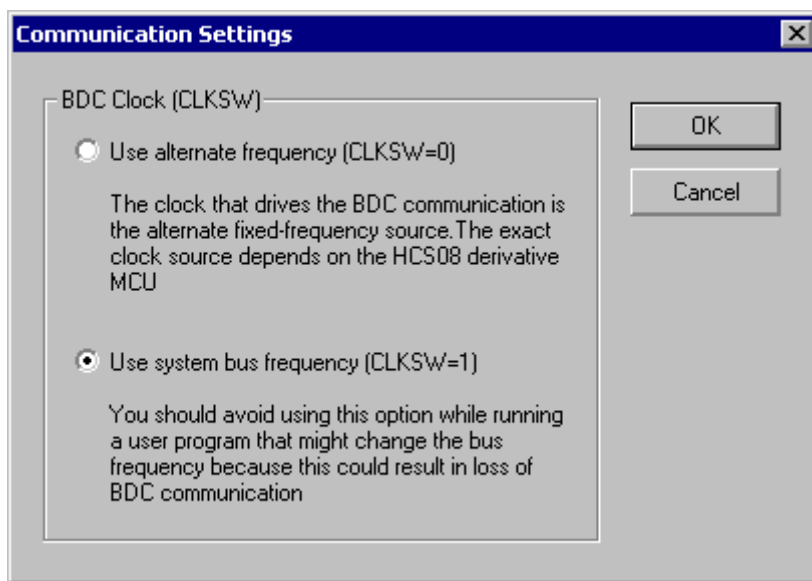 Communication Settings
BDC Clock (CLKSW)
Use alternate frequency (CLKSW=0)
The clock that drives the BDC communication is
the alternate fixed-frequency source.The exact
clock source depends on the HCS08 derivative
MCU
Use system bus frequency (CLKSW=1)
You should avoid using this option while running
a user program that might change the bus
frequency because this could result in loss of
BDC communication
OK
Cancel